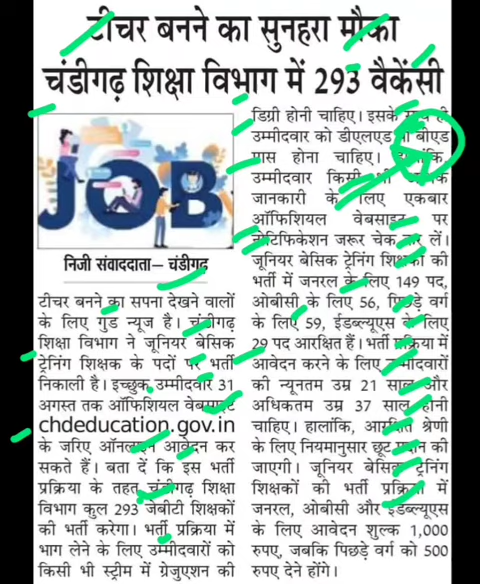 टीचर बनने का सुनहरा मौका
चंडीगढ़ शिक्षा विभाग में 293 वैकेंसी
JOB
निजी संवाददाता— चंडीगढ़
टीचर बनने का सपना देखने वालों
के लिए गुड न्यूज है। चंडीगढ़
शिक्षा विभाग ने जूनियर बेसिक
ट्रेनिंग शिक्षक के पदों पर भर्ती
निकाली है। इच्छुक उम्मीदवार 31
अगस्त तक ऑफिशियल वेबसाइट
chdeducation.gov.in
के जरिए ऑनलाइन आवेदन कर
सकते हैं। बता दें कि इस भर्ती
प्रक्रिया के तहत चंडीगढ़ शिक्षा
विभाग कुल 293 जेबीटी शिक्षकों
की भर्ती करेगा। भर्ती प्रक्रिया में
भाग लेने के लिए उम्मीदवारों को
किसी भी स्ट्रीम में ग्रेजुएशन की
डिग्री होनी चाहिए। इसके साथ ही
उम्मीदवार को डीएलएड या बीएड
पास होना चाहिए।
उम्मीदवार किसी भी
जानकारी के लिए एकबार
ऑफिशियल वेबसाइट पर
नोटिफिकेशन जरूर चेक कर लें।
जूनियर बेसिक ट्रेनिंग शिक्षकों की
भर्ती में जनरल के लिए 149 पद,
ओबीसी के लिए 56, पिछड़े वर्ग
के लिए 59, ईडब्ल्यूएस के लिए
29 पद आरक्षित हैं। भर्ती प्रक्रिया में
आवेदन करने के लिए उम्मीदवारों
की न्यूनतम उम्र 21 साल और
अधिकतम उम्र 37 साल होनी
चाहिए। हालांकि, आरक्षित श्रेणी
के लिए नियमानुसार छूट प्रदान की
जाएगी। जूनियर बेसिक ट्रेनिंग
शिक्षकों की भर्ती प्रक्रिया में
जनरल, ओबीसी और ईडब्ल्यूएस
के लिए आवेदन शुल्क 1,000
रुपए, जबकि पिछड़े वर्ग को 500
रुपए देने होंगे।